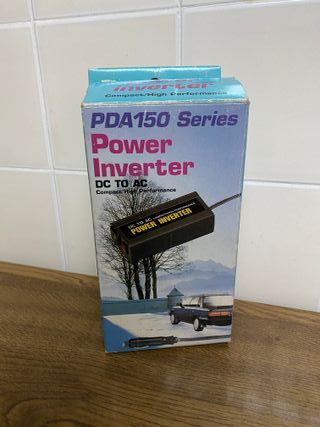 Inverter
Compact/High Performance
PDA150 Series
Power
Inverter
DC TO AC
Compact/High Performance
DC TO AC
POWER INVERTER